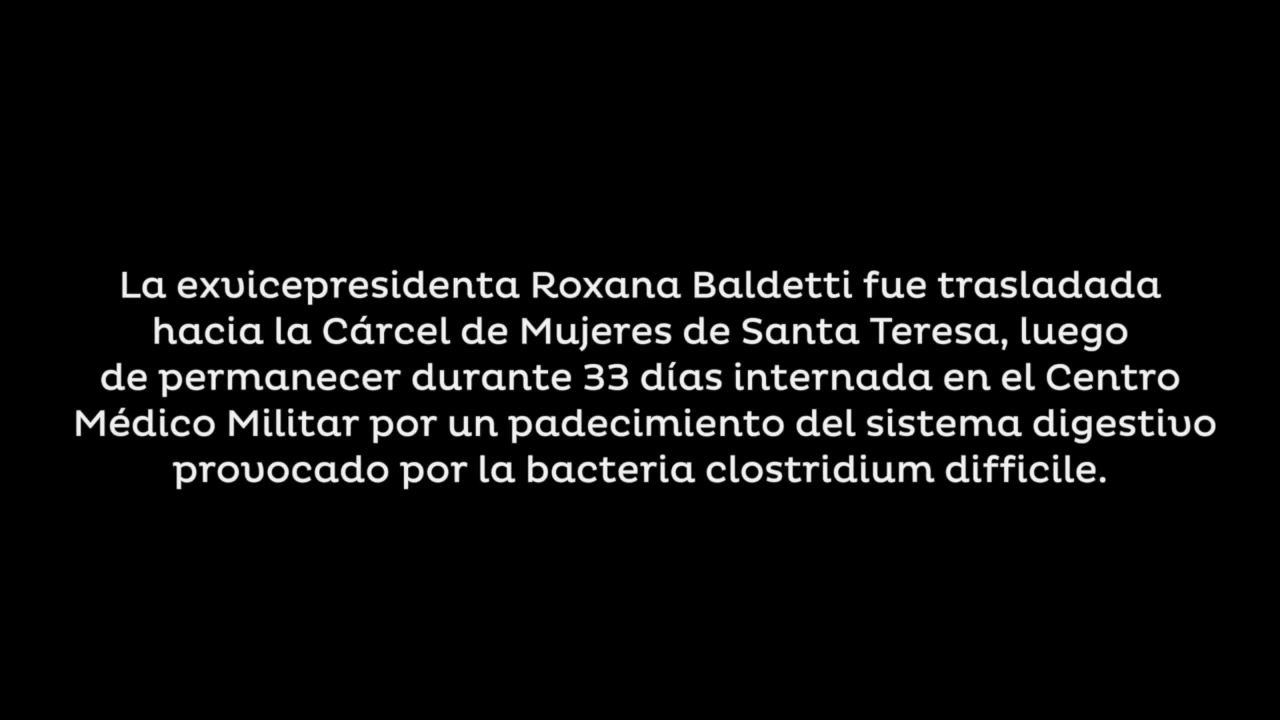 La exvicepresidenta Roxana Baldetti fue trasladada
hacia la Cárcel de Mujeres de Santa Teresa, luego
de permanecer durante 33 días internada en el Centro
Médico Militar por un padecimiento del sistema digestivo
provocado por la bacteria clostridium difficile.